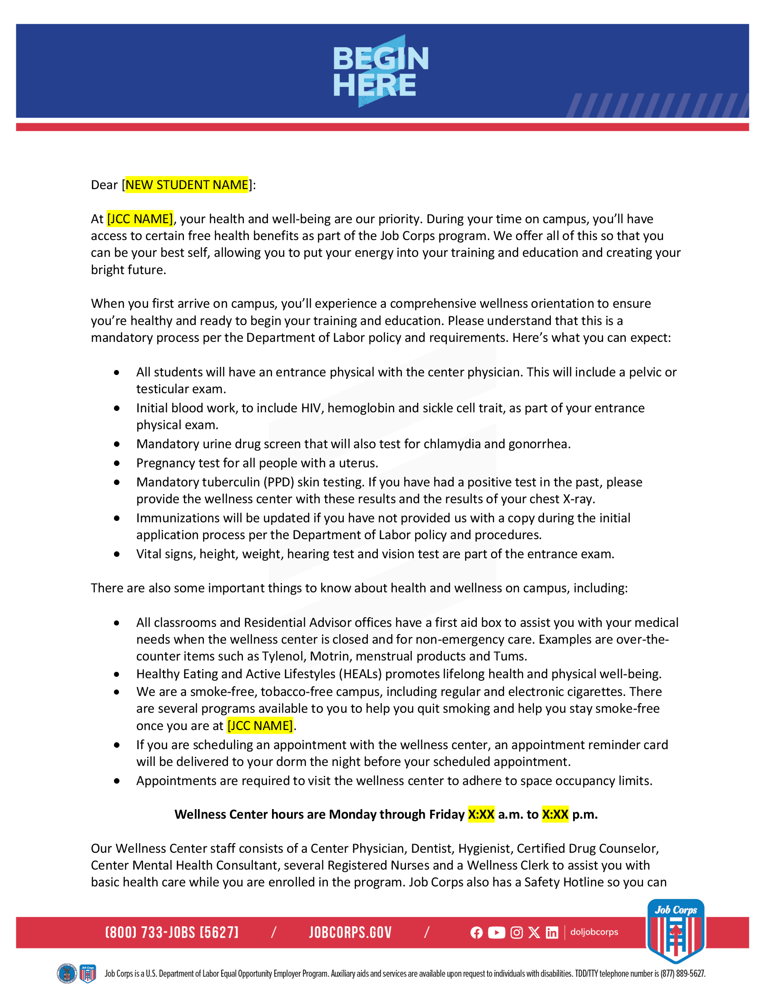 BEGIN
HERE
Dear [NEW STUDENT NAME]:
At [JCC NAME], your health and well-being are our priority. During your time on campus, you’ll have
access to certain free health benefits as part of the Job Corps program. We offer all of this so that you
can be your best self, allowing you to put your energy into your training and education and creating your
bright future.
When you first arrive on campus, you’ll experience a comprehensive wellness orientation to ensure
you’re healthy and ready to begin your training and education. Please understand that this is a
mandatory process per the Department of Labor policy and requirements. Here’s what you can expect:
• All students will have an entrance physical with the center physician. This will include a pelvic or
testicular exam.
• Initial blood work, to include HIV, hemoglobin and sickle cell trait, as part of your entrance
physical exam.
• Mandatory urine drug screen that will also test for chlamydia and gonorrhea.
• Pregnancy test for all people with a uterus.
• Mandatory tuberculin (PPD) skin testing. If you have had a positive test in the past, please
provide the wellness center with these results and the results of your chest X-ray.
• Immunizations will be updated if you have not provided us with a copy during the initial
application process per the Department of Labor policy and procedures.
• Vital signs, height, weight, hearing test and vision test are part of the entrance exam.
There are also some important things to know about health and wellness on campus, including:
• All classrooms and Residential Advisor offices have a first aid box to assist you with your medical
needs when the wellness center is closed and for non-emergency care. Examples are over-the-
counter items such as Tylenol, Motrin, menstrual products and Tums.
• Healthy Eating and Active Lifestyles (HEALs) promotes lifelong health and physical well-being.
• We are a smoke-free, tobacco-free campus, including regular and electronic cigarettes. There
are several programs available to you to help you quit smoking and help you stay smoke-free
once you are at [JCC NAME].
• If you are scheduling an appointment with the wellness center, an appointment reminder card
will be delivered to your dorm the night before your scheduled appointment.
• Appointments are required to visit the wellness center to adhere to space occupancy limits.
Wellness Center hours are Monday through Friday X:XX a.m. to X:XX p.m.
Our Wellness Center staff consists of a Center Physician, Dentist, Hygienist, Certified Drug Counselor,
Center Mental Health Consultant, several Registered Nurses and a Wellness Clerk to assist you with
basic health care while you are enrolled in the program. Job Corps also has a Safety Hotline so you can
Job Corps
(800) 733-JOBS [5627] / JOBCORPS.GOV / doljobcorps
Job Corps
Job Corps is a U.S. Department of Labor Equal Opportunity Employer Program. Auxiliary aids and services are available upon request to individuals with disabilities. TDD/TTY telephone number is (877) 889-5627.